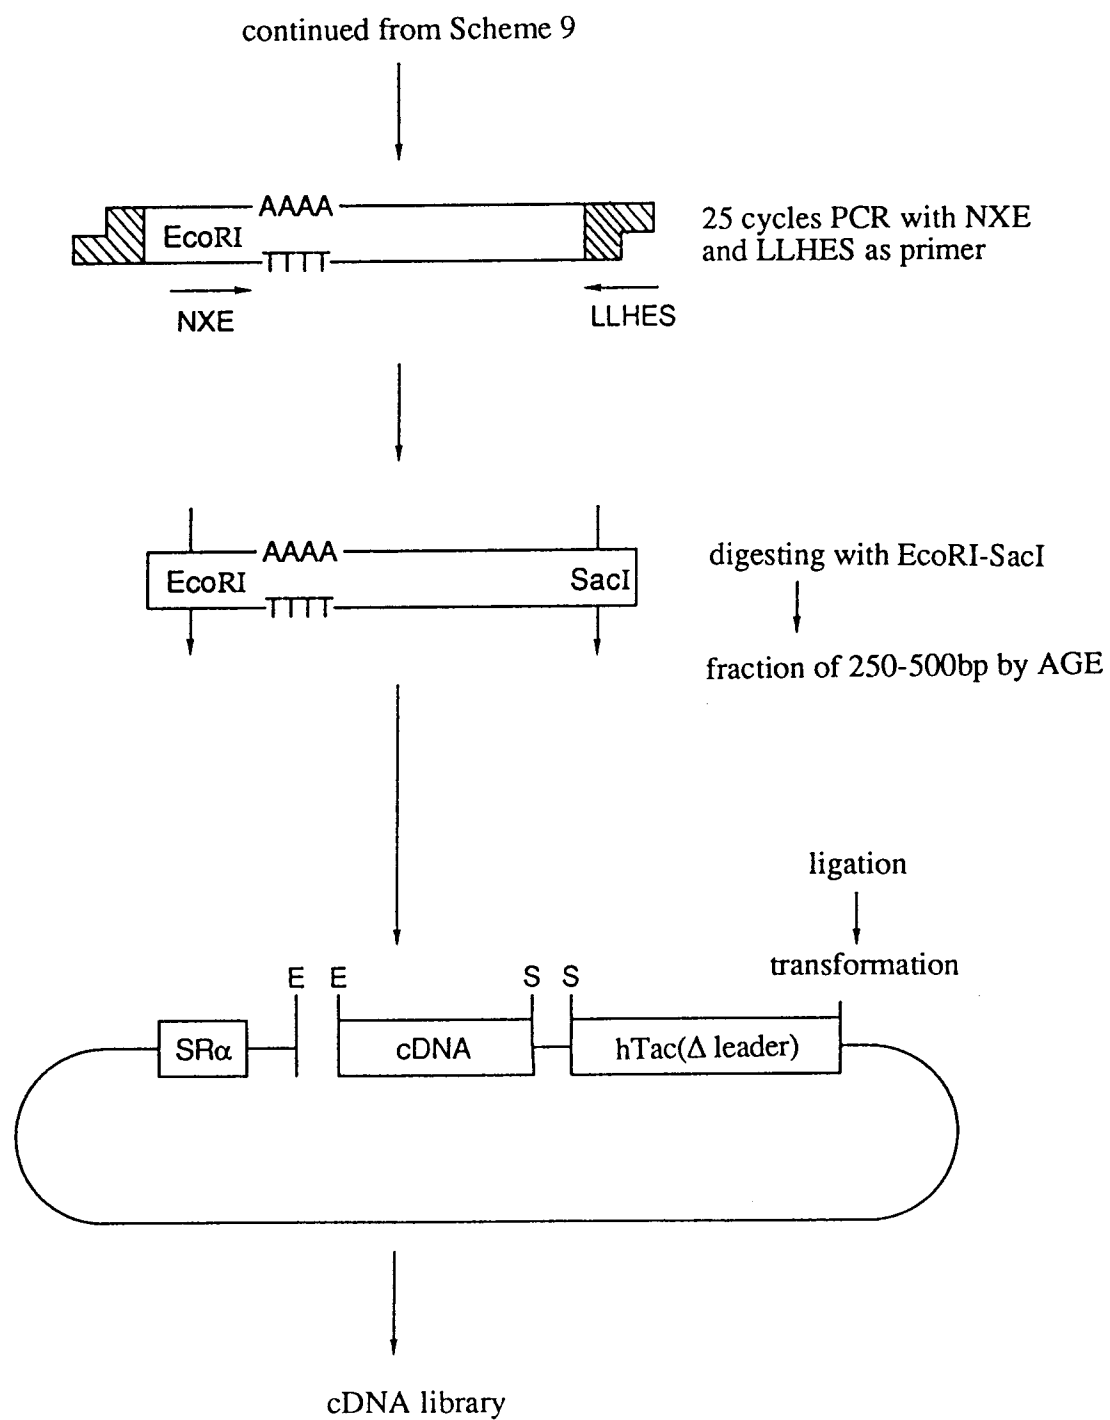 continued from Scheme 9
AAAA
EcoRI
TTTT
25 cycles PCR with NXE
and LLHES as primer
NXE
LLHES
AAAA
EcoRI
SacI
TTTT
digesting with EcoRI-SacI
fraction of 250-500bp by AGE
ligation
transformation
E E S S
SRα
cDNA
hTac(Δ leader)
cDNA library